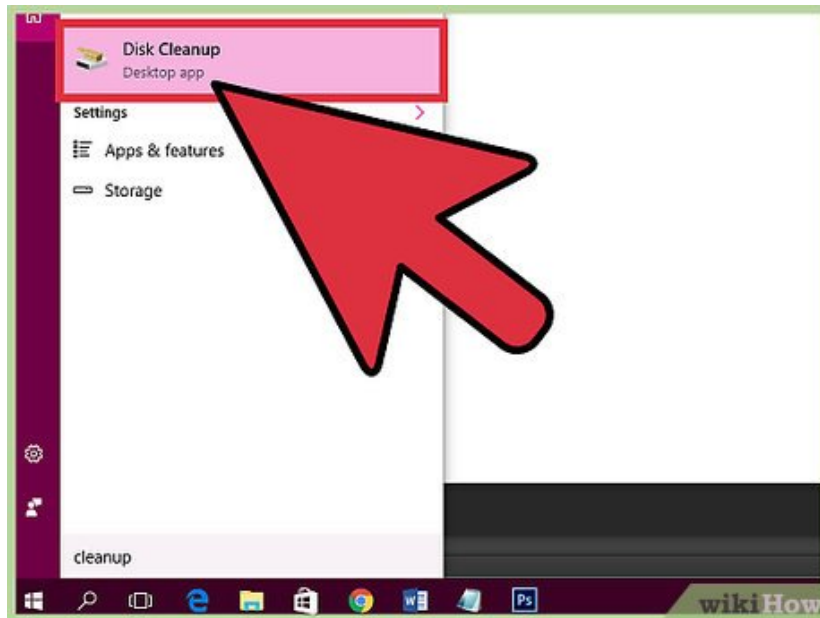 Disk Cleanup
Desktop app
Settings
Apps & features
Storage
cleanup
W
Ps
wikiHow